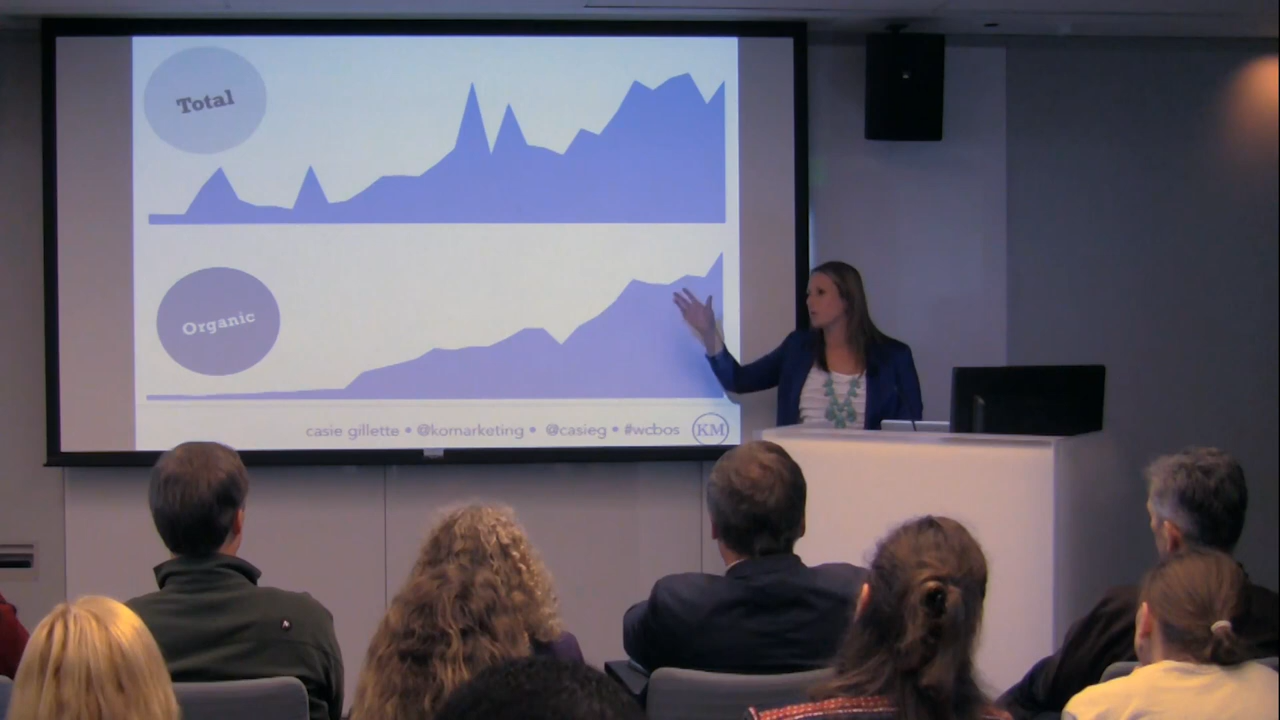 Total
Organic
casie gillette • @komarketing • @casieg • #wcbos KM